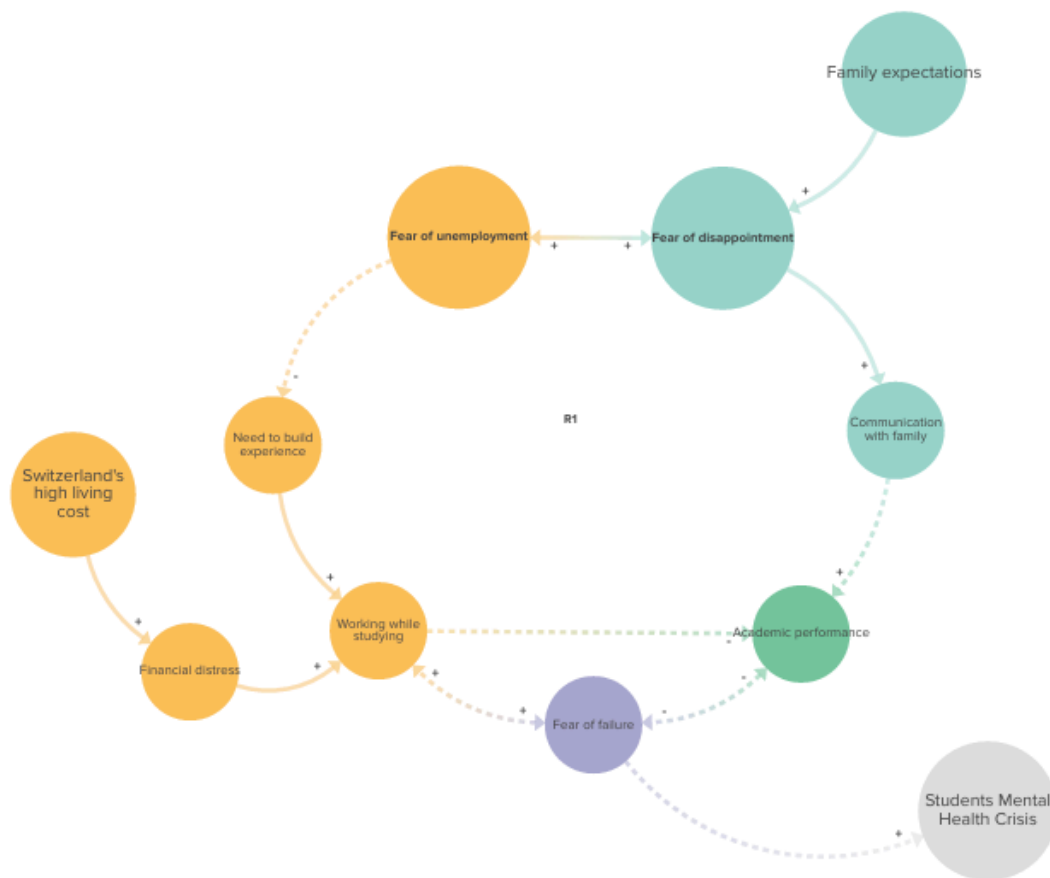 Family expectations
+
Fear of unemployment
+
+
Fear of disappointment
-
+
Need to build
experience
R1
Communication
with family
Switzerland's
high living
cost
+
+
+
Working while
studying
-
Academic performance
Financial distress
+
+
+
-
-
Fear of failure
+
Students Mental
Health Crisis